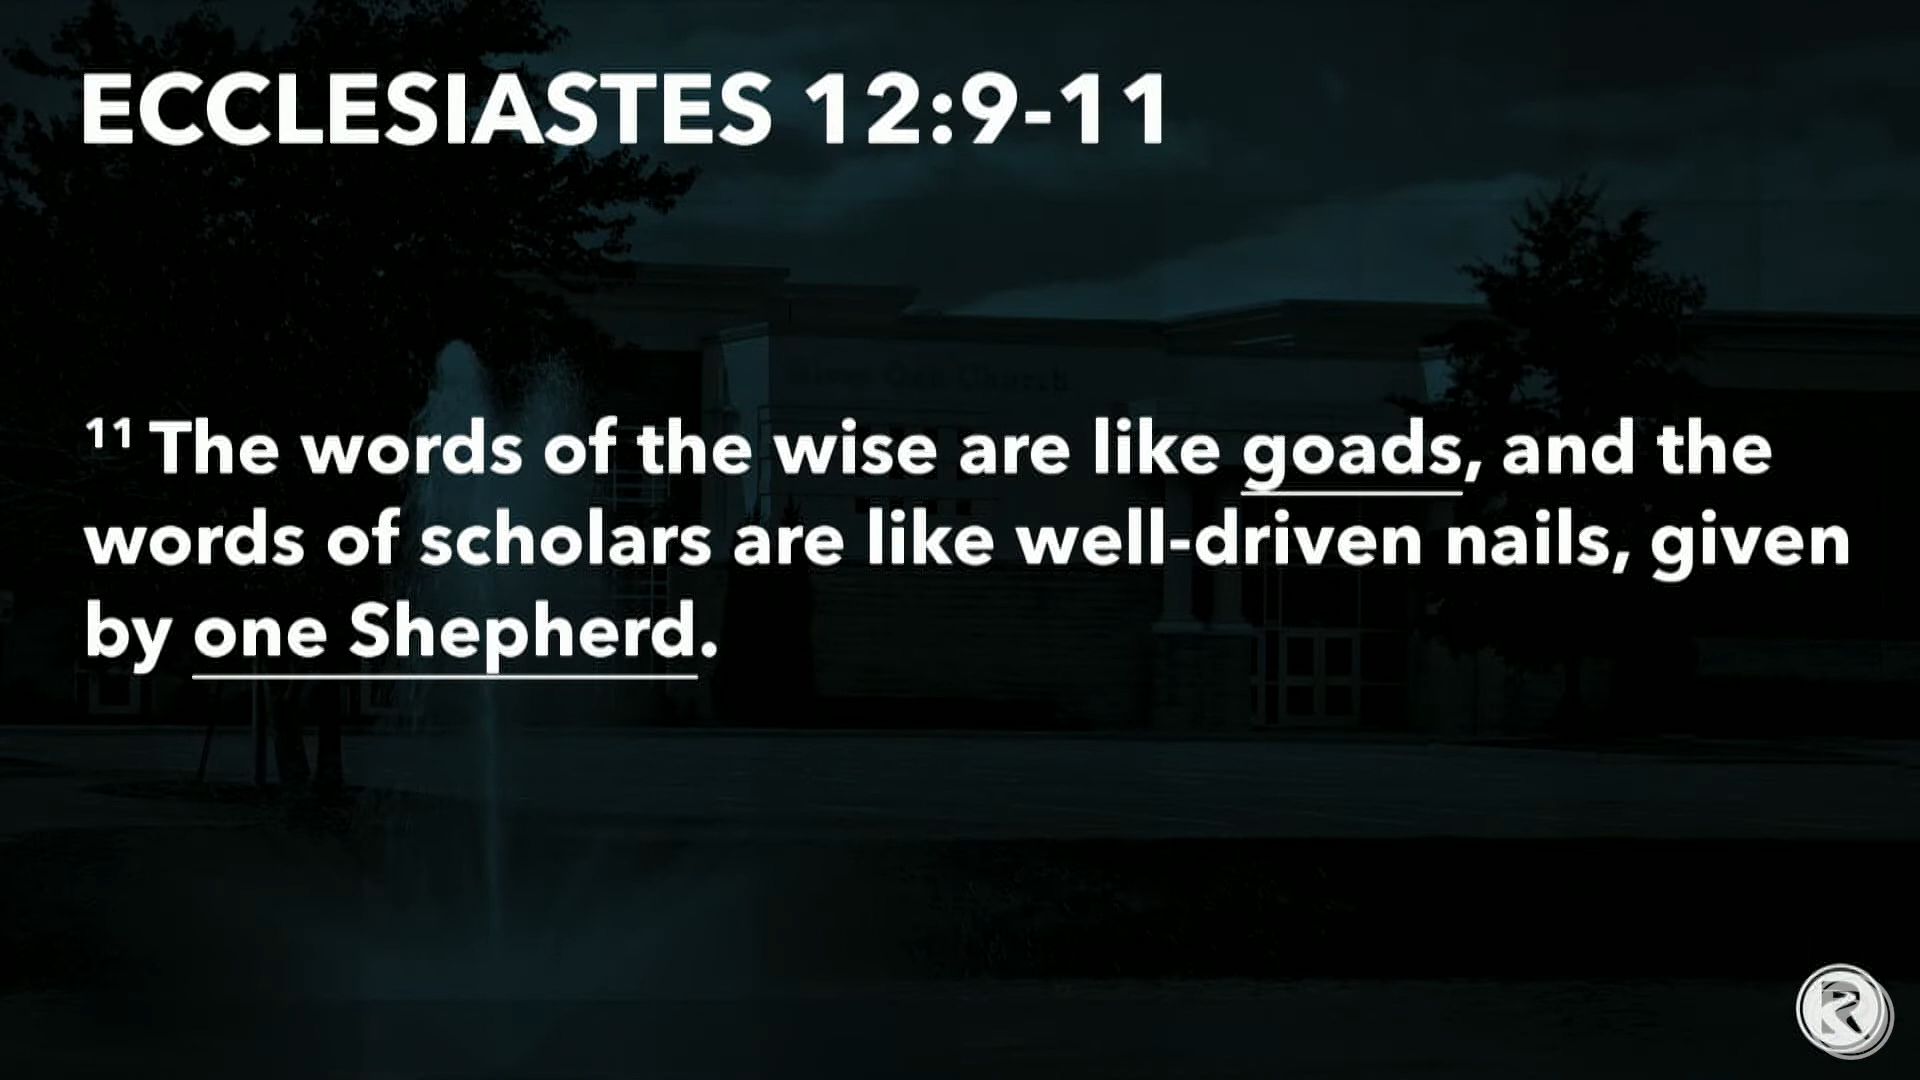 ECCLESIASTES 12:9-11
¹¹ The words of the wise are like goads, and the
words of scholars are like well-driven nails, given
by one Shepherd.
R